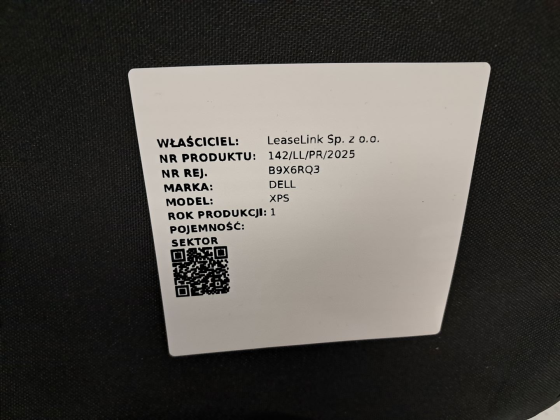 WŁAŚCICIEL: LeaseLink Sp. z o.o.
NR PRODUKTU: 142/LL/PR/2025
NR REJ. B9X6RQ3
MARKA: DELL
MODEL: XPS
ROK PRODUKCJI: 1
POJEMNOŚĆ:
SEKTOR